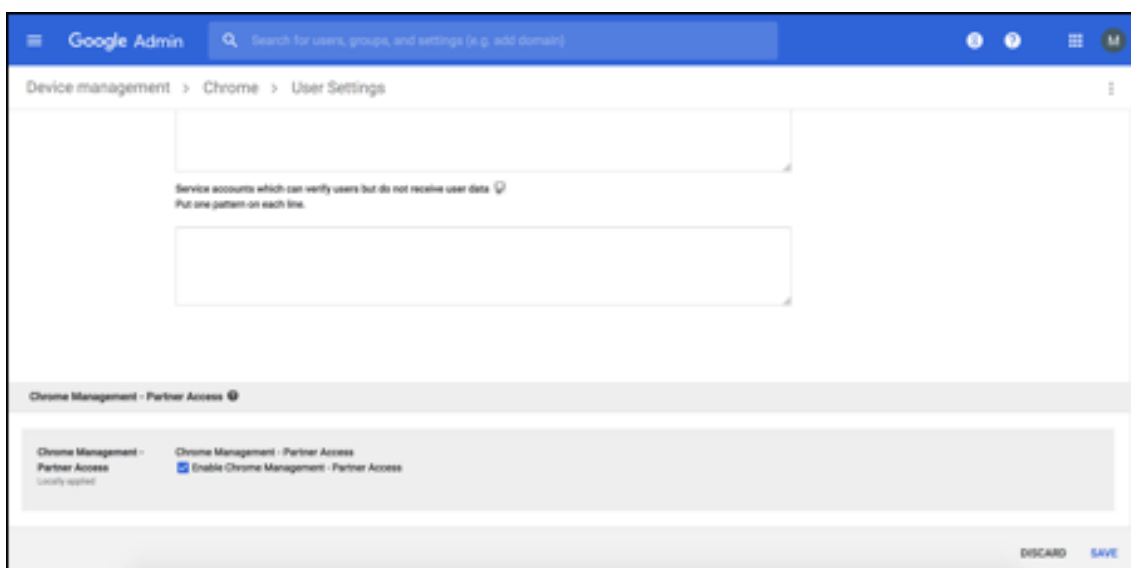 Google Admin
Search for users, groups, and settings (e.g. add domain)
M
Device management > Chrome > User Settings
Service accounts which can verify users but do not receive user data
Put one pattern on each line.
Chrome Management - Partner Access
Chrome Management - Partner Access
Locally applied
Chrome Management - Partner Access
Enable Chrome Management - Partner Access
DISCARD SAVE